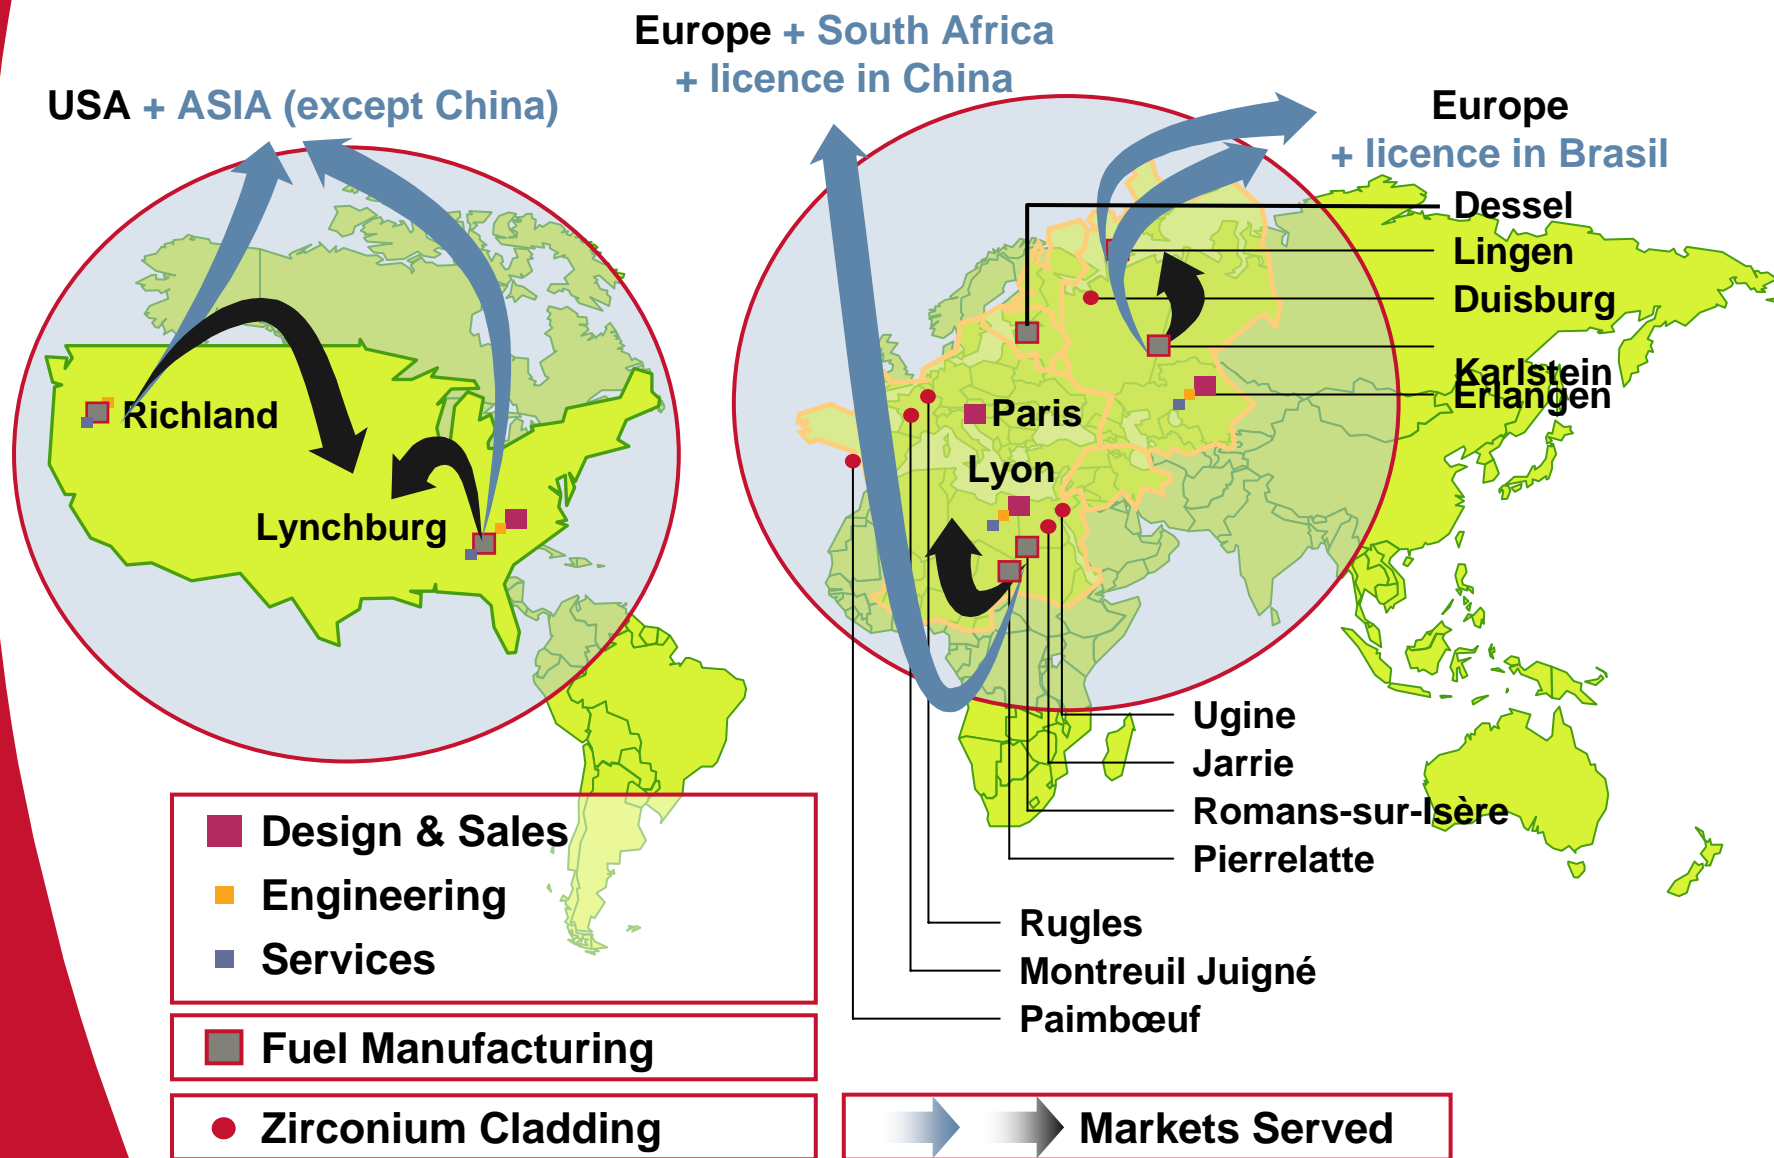 Europe + South Africa
+ licence in China
USA + ASIA (except China)
Europe
+ licence in Brasil
Dessel
Lingen
Duisburg
Karlstein
Erlangen
Richland
Paris
Lyon
Lynchburg
Ugine
Jarrie
Romans-sur-Isère
Pierrelatte
Rugles
Montreuil Juigné
Paimbœuf
Design & Sales
Engineering
Services
Fuel Manufacturing
Zirconium Cladding
Markets Served